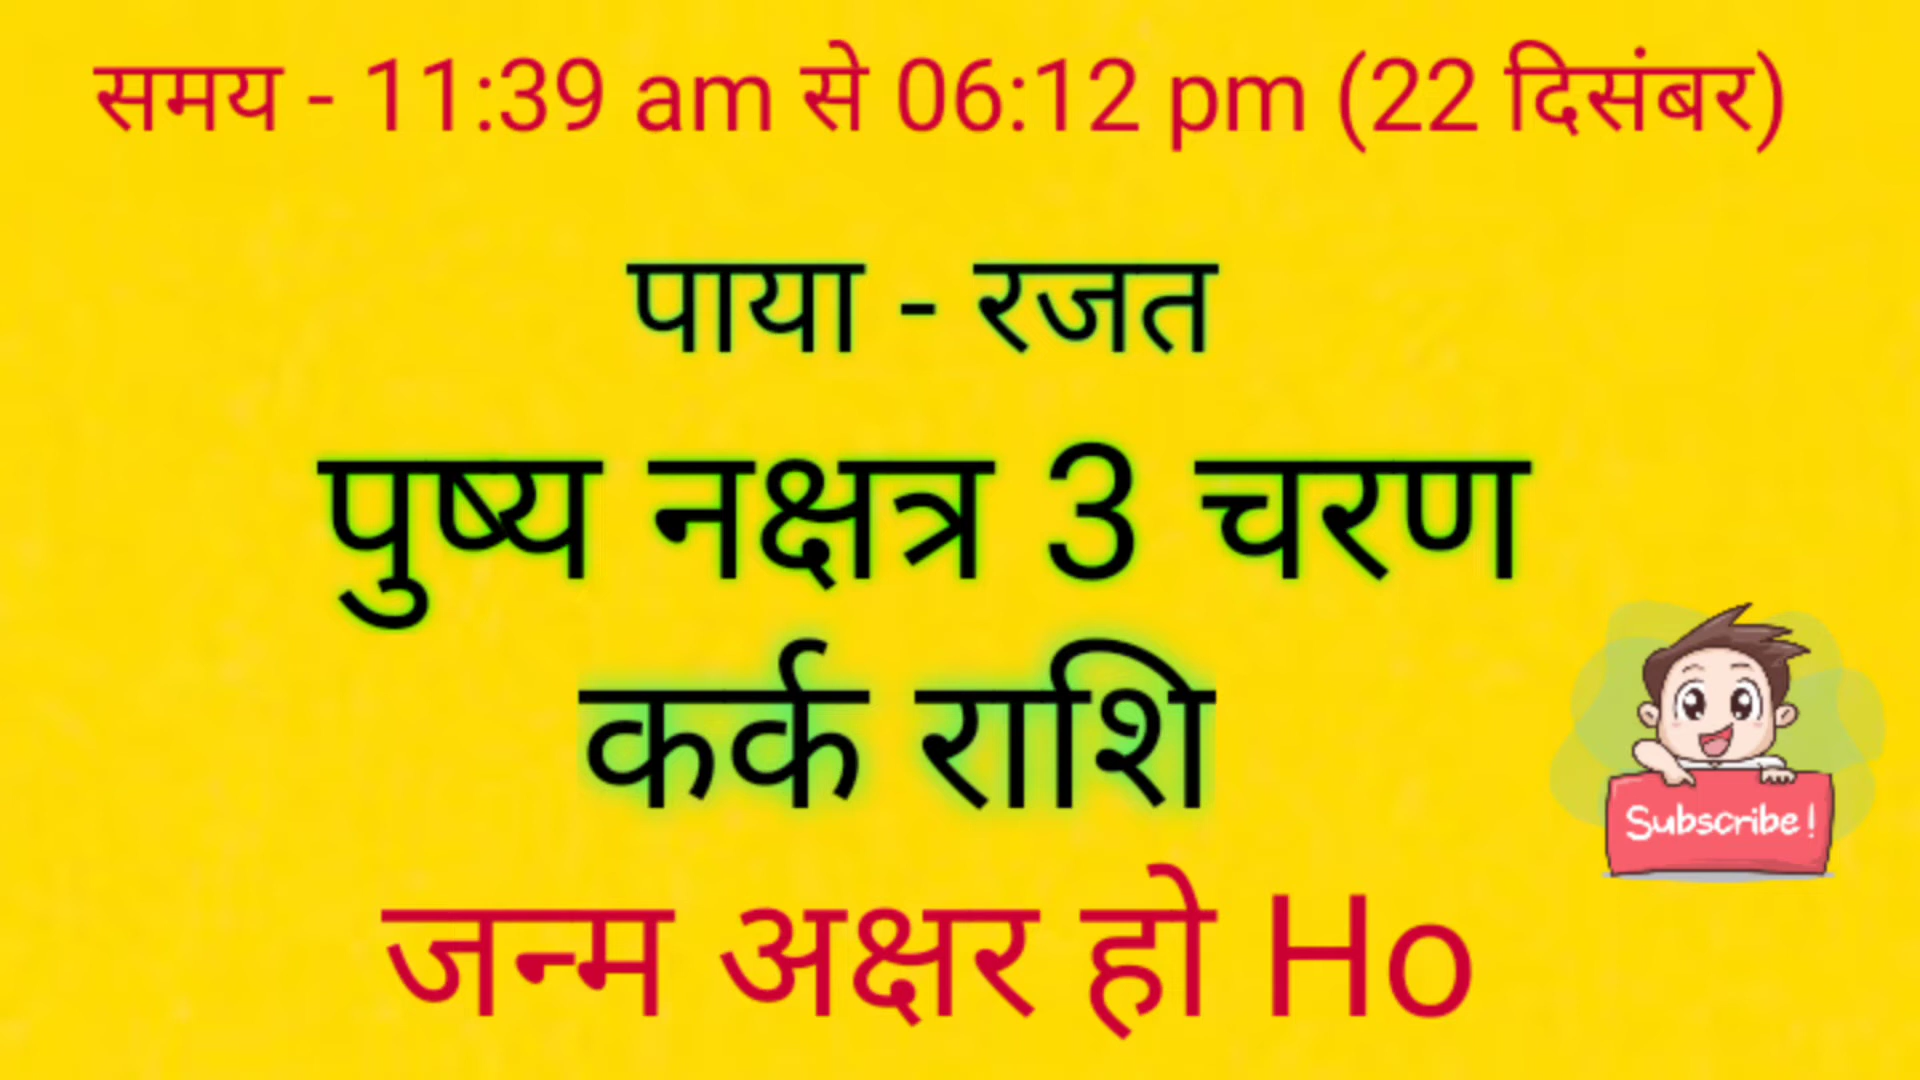 समय - 11:39 am से 06:12 pm (22 दिसंबर)
पाया - रजत
पुष्य नक्षत्र 3 चरण
कर्क राशि
Subscribe!
जन्म अक्षर हो Ho